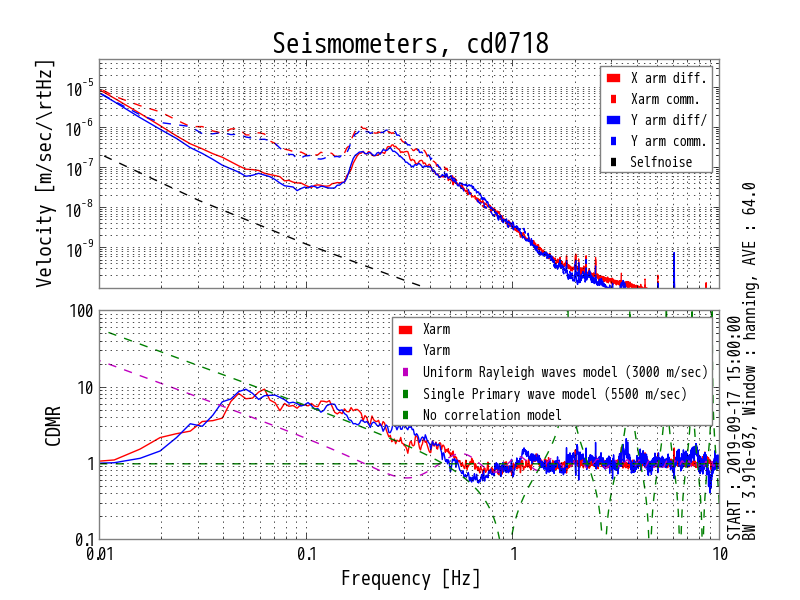 Seismometers, cd0718
Velocity [m/sec/\rtHz]
10^-5
10^-6
10^-7
10^-8
10^-9
X arm diff.
Xarm comm.
Y arm diff/
Y arm comm.
Selfnoise
CDMR
100
10
1
0.1
Xarm
Yarm
Uniform Rayleigh waves model (3000 m/sec)
Single Primary wave model (5500 m/sec)
No correlation model
0.01 0.1 1 10
Frequency [Hz]
START : 2019-09-17 15:00:00
BW : 3.91e-03, Window : hanning, AVE : 64.0